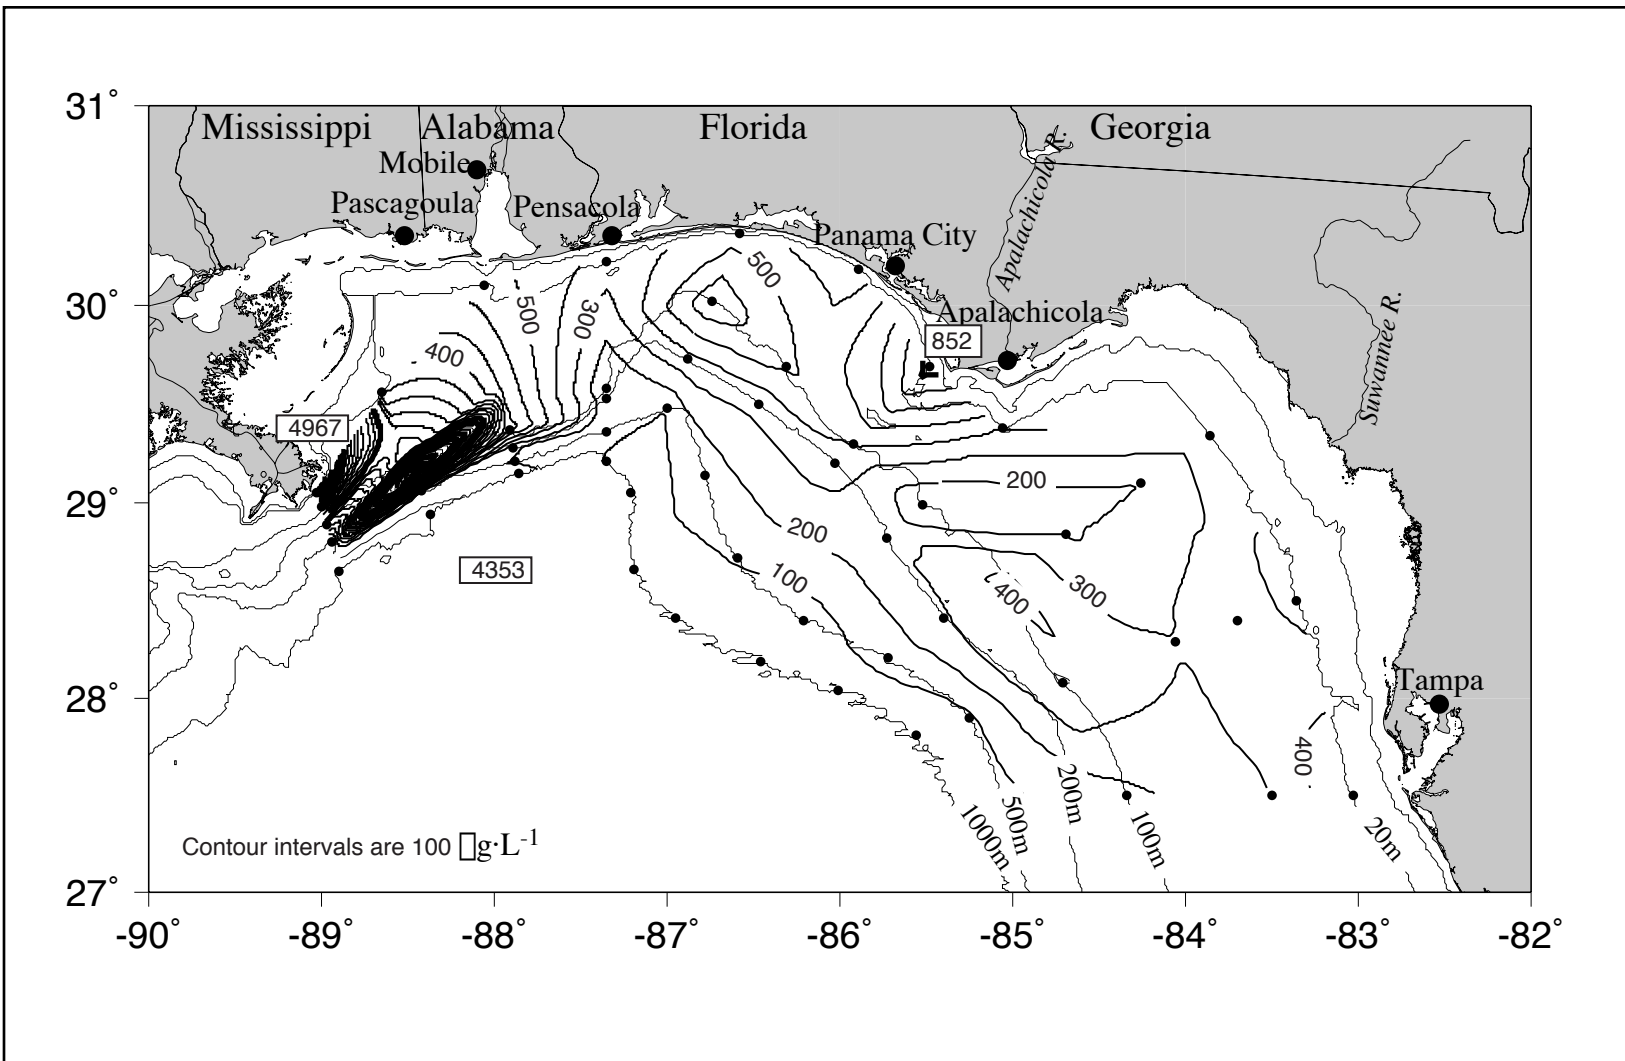 31°
Mississippi Alabama Florida Georgia
Mobile
Pascagoula Pensacola
Panama City
Apalachicola R.
30°
500
500
300
Apalachicola
852
Suwannee R.
400
4967
29°
200
200
4353
100
400
300
28°
Tampa
400
200m
500m
1000m
100m
20m
Contour intervals are 100 □g·L-1
27°
-90° -89° -88° -87° -86° -85° -84° -83° -82°